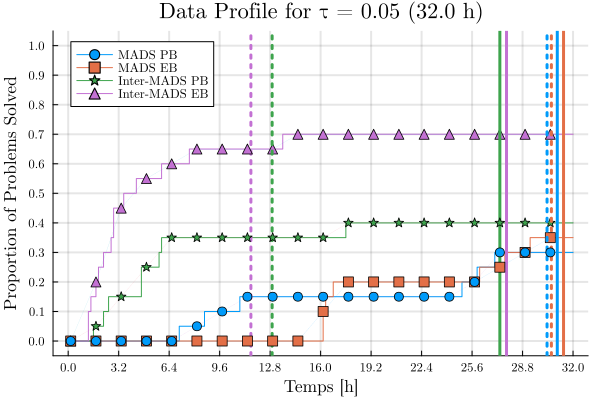 Data Profile for τ = 0.05 (32.0 h)
1.0
0.9
0.8
0.7
0.6
0.5
0.4
0.3
0.2
0.1
0.0
Proportion of Problems Solved
MADS PB
MADS EB
Inter-MADS PB
Inter-MADS EB
0.0 3.2 6.4 9.6 12.8 16.0 19.2 22.4 25.6 28.8 32.0
Temps [h]